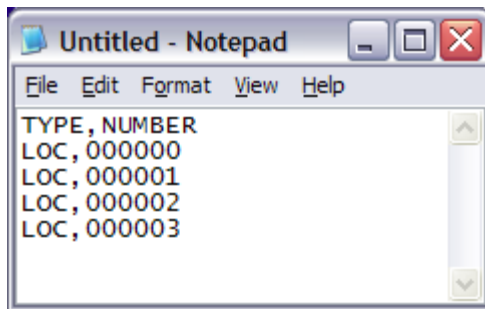 Untitled - Notepad
File Edit Format View Help
TYPE,NUMBER
LOC,000000
LOC,000001
LOC,000002
LOC,000003